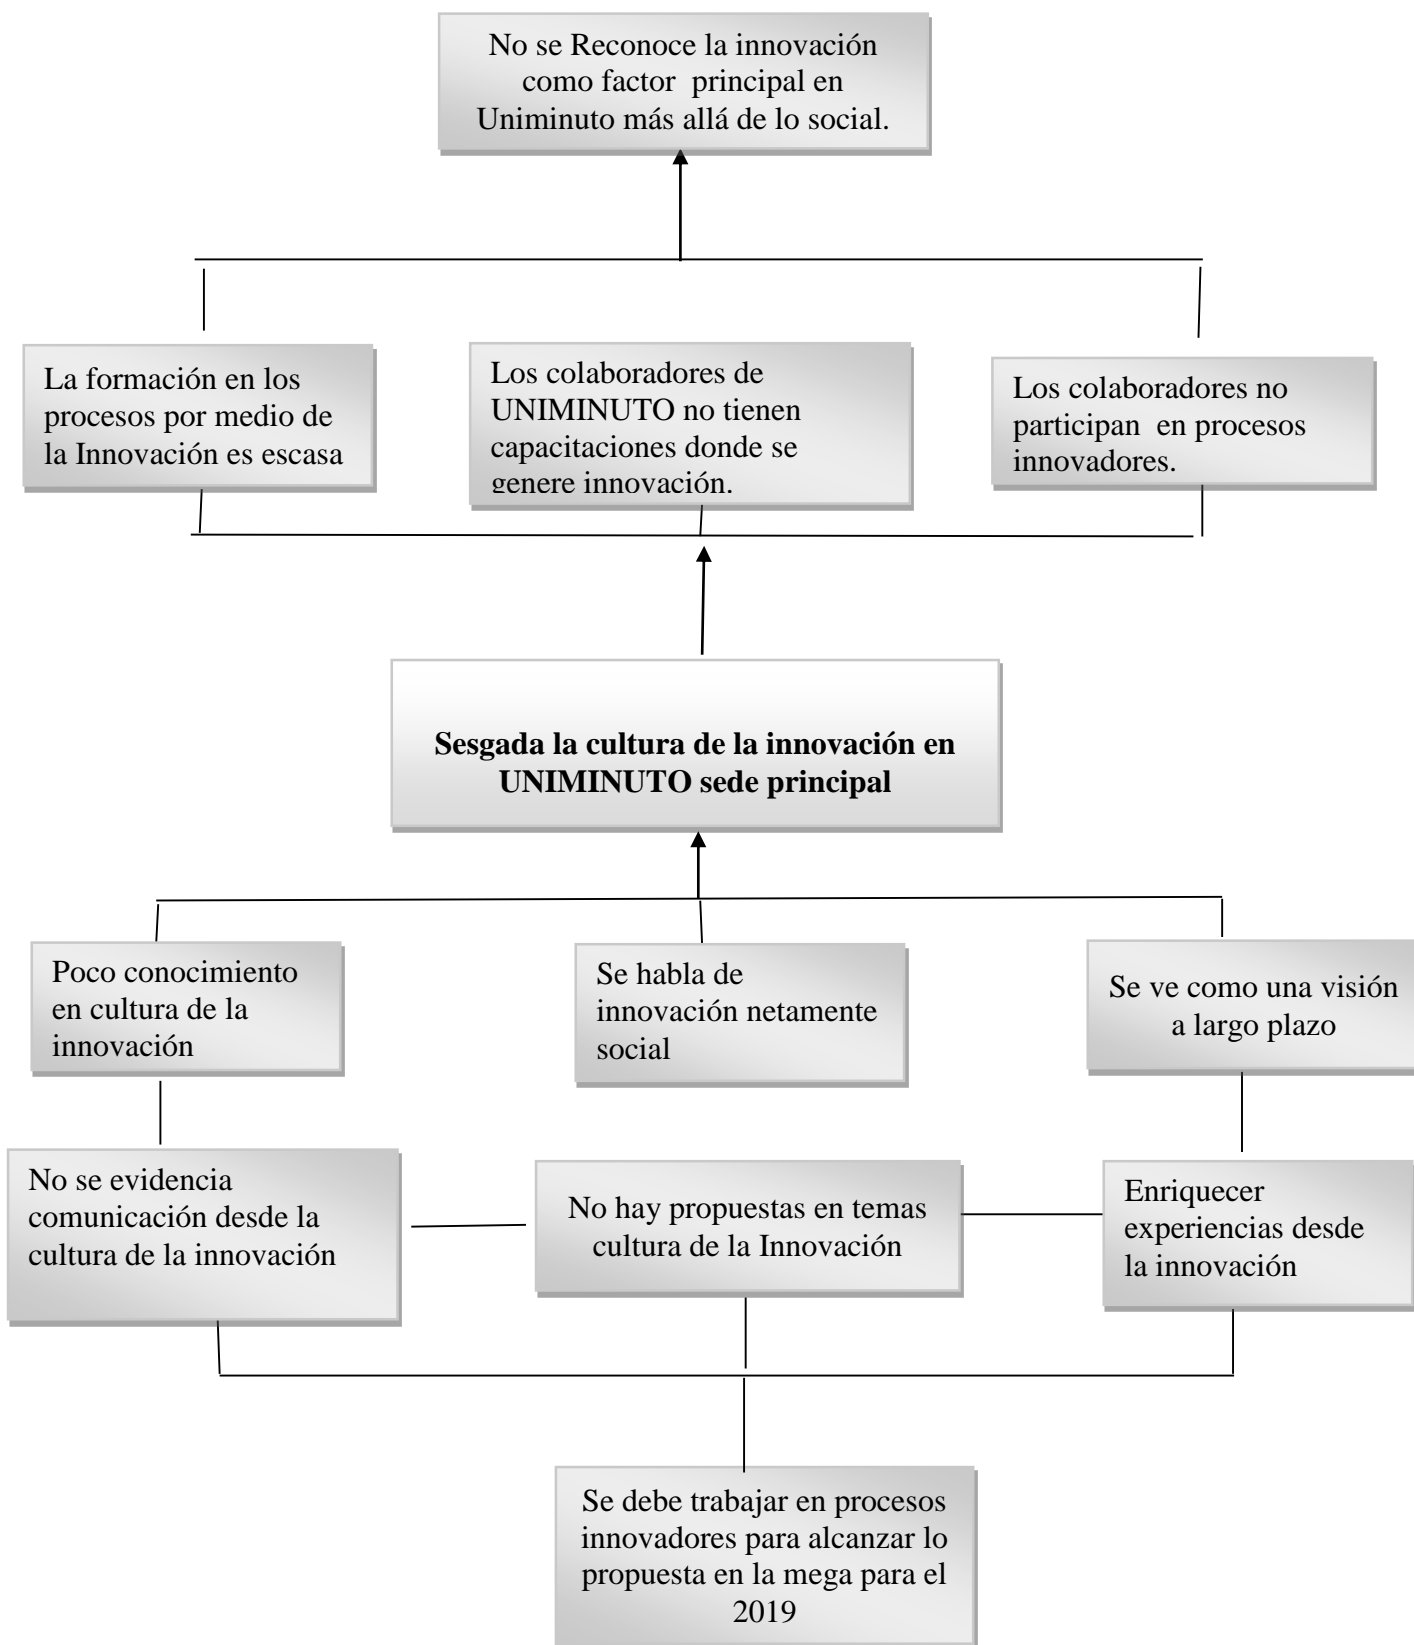 No se Reconoce la innovación
como factor principal en
Uniminuto más allá de lo social.
La formación en los
procesos por medio de
la Innovación es escasa
Los colaboradores de
UNIMINUTO no tienen
capacitaciones donde se
genere innovación.
Los colaboradores no
participan en procesos
innovadores.
Sesgada la cultura de la innovación en
UNIMINUTO sede principal
Poco conocimiento
en cultura de la
innovación
Se habla de
innovación netamente
social
Se ve como una visión
a largo plazo
No se evidencia
comunicación desde la
cultura de la innovación
No hay propuestas en temas
cultura de la Innovación
Enriquecer
experiencias desde
la innovación
Se debe trabajar en procesos
innovadores para alcanzar lo
propuesta en la mega para el
2019